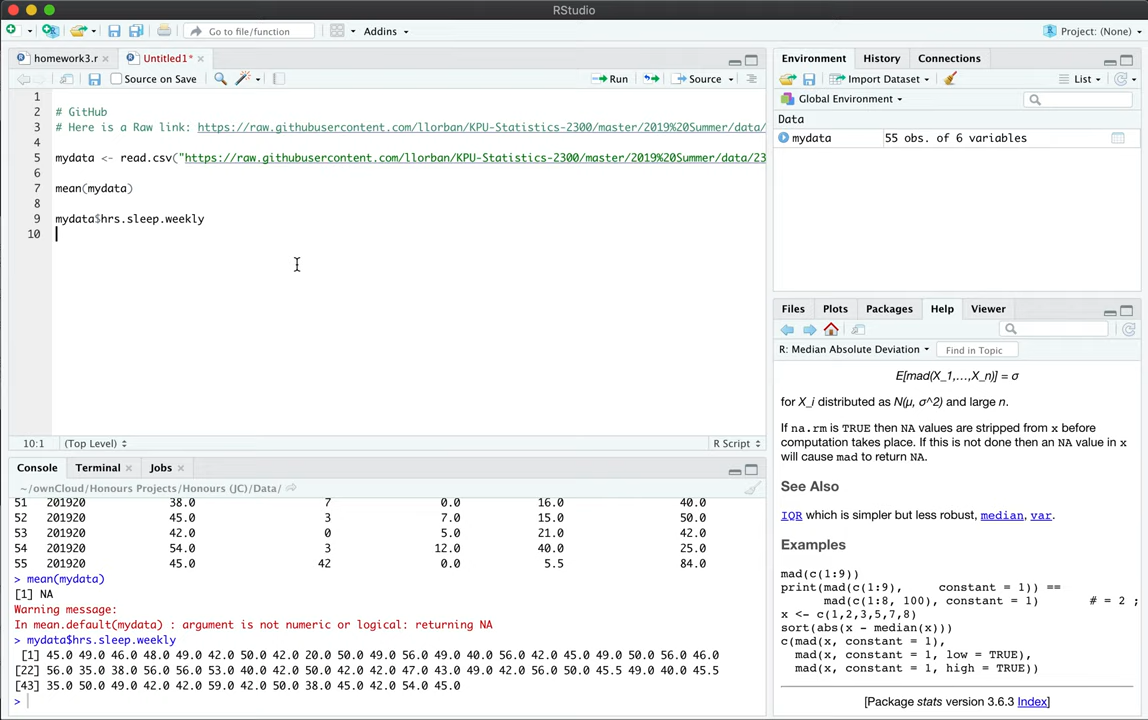 RStudio
Go to file/function
Addins
Project: (None)
homework3.r
Untitled1*
Source on Save
Run
Source
1
2 # GitHub
3 # Here is a Raw link: https://raw.githubusercontent.com/llorban/KPU-Statistics-2300/master/2019%20Summer/data/
4
5 mydata <- read.csv("https://raw.githubusercontent.com/llorban/KPU-Statistics-2300/master/2019%20Summer/data/23
6
7 mean(mydata)
8
9 mydata$hrs.sleep.weekly
10
10:1 (Top Level) R Script
Console Terminal Jobs
~/ownCloud/Honours Projects/Honours (JC)/Data/
51 201920 38.0 7 0.0 16.0 40.0
52 201920 45.0 3 7.0 15.0 50.0
53 201920 42.0 0 5.0 21.0 42.0
54 201920 54.0 3 12.0 40.0 25.0
55 201920 45.0 42 0.0 5.5 84.0
> mean(mydata)
[1] NA
Warning message:
In mean.default(mydata) : argument is not numeric or logical: returning NA
> mydata$hrs.sleep.weekly
[1] 45.0 49.0 46.0 48.0 49.0 42.0 50.0 42.0 20.0 50.0 49.0 56.0 49.0 40.0 56.0 42.0 45.0 49.0 50.0 56.0 46.0
[22] 56.0 35.0 38.0 56.0 56.0 53.0 40.0 42.0 50.0 42.0 42.0 47.0 43.0 49.0 42.0 56.0 50.0 45.5 49.0 40.0 45.5
[43] 35.0 50.0 49.0 42.0 42.0 59.0 42.0 50.0 38.0 45.0 42.0 54.0 45.0
>
Environment History Connections
Import Dataset List
Global Environment
Data
mydata 55 obs. of 6 variables
Files Plots Packages Help Viewer
R: Median Absolute Deviation Find in Topic
E[mad(X_1,…,X_n)] = σ
for X_i distributed as N(μ, σ^2) and large n.
If na.rm is TRUE then NA values are stripped from x before
computation takes place. If this is not done then an NA value in x
will cause mad to return NA.
See Also
IQR which is simpler but less robust, median, var.
Examples
mad(c(1:9))
print(mad(c(1:9), constant = 1)) ==
mad(c(1:8, 100), constant = 1) # = 2 ;
x <- c(1,2,3,5,7,8)
sort(abs(x - median(x)))
c(mad(x, constant = 1),
mad(x, constant = 1, low = TRUE),
mad(x, constant = 1, high = TRUE))
[Package stats version 3.6.3 Index]